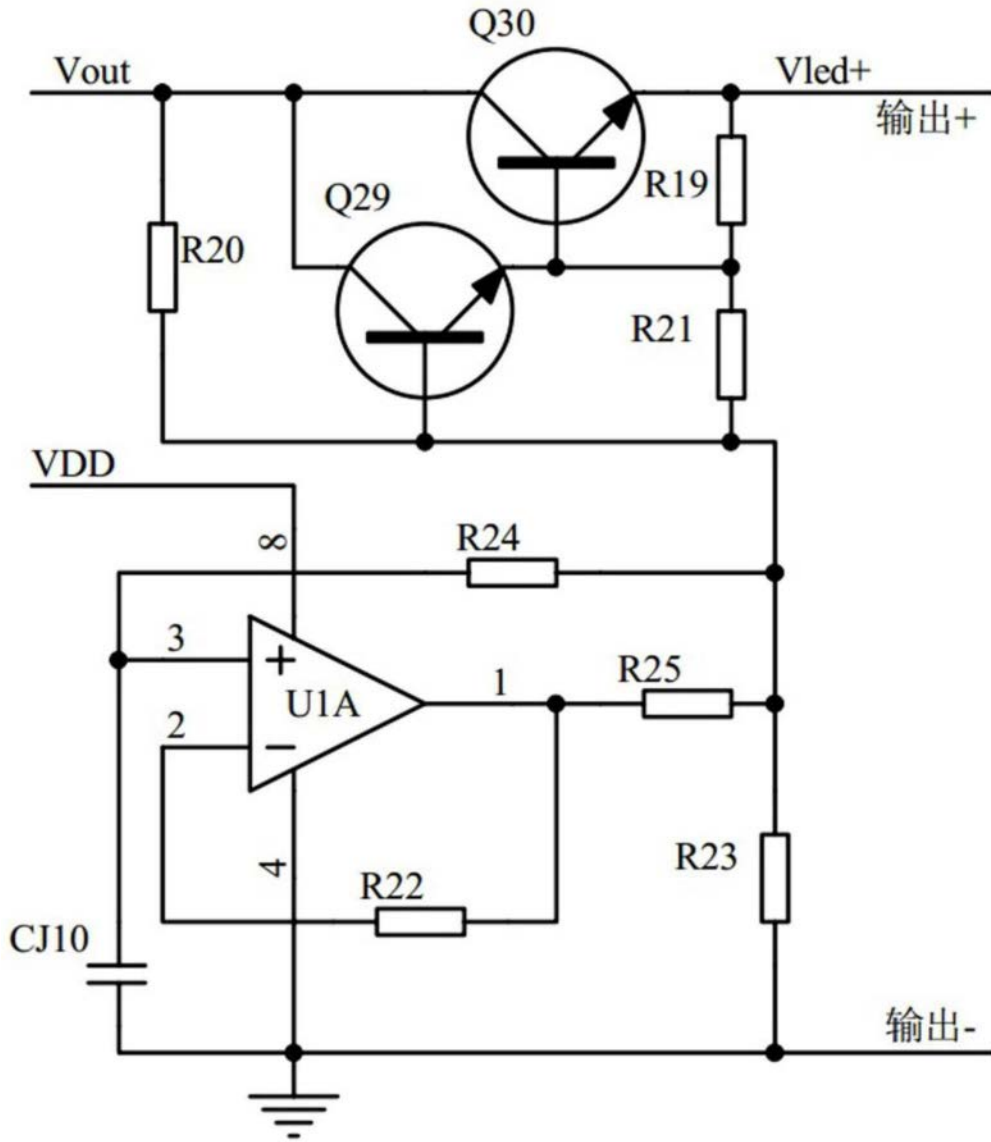 Q30
Vout
Vled+
输出+
R19
Q29
R20
R21
VDD
8
R24
3
+
U1A
1
R25
2
−
4
R22
R23
CJ10
输出-